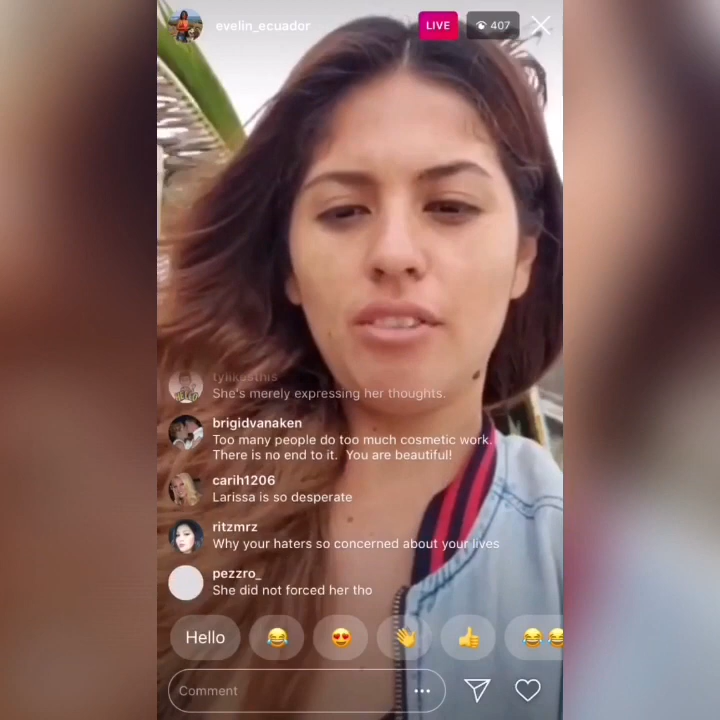 evelin_ecuador
LIVE
407
tylikesthis
She's merely expressing her thoughts.
brigidvanaken
Too many people do too much cosmetic work.
There is no end to it. You are beautiful!
carih1206
Larissa is so desperate
ritzmrz
Why your haters so concerned about your lives
pezzro_
She did not forced her tho
Hello
Comment